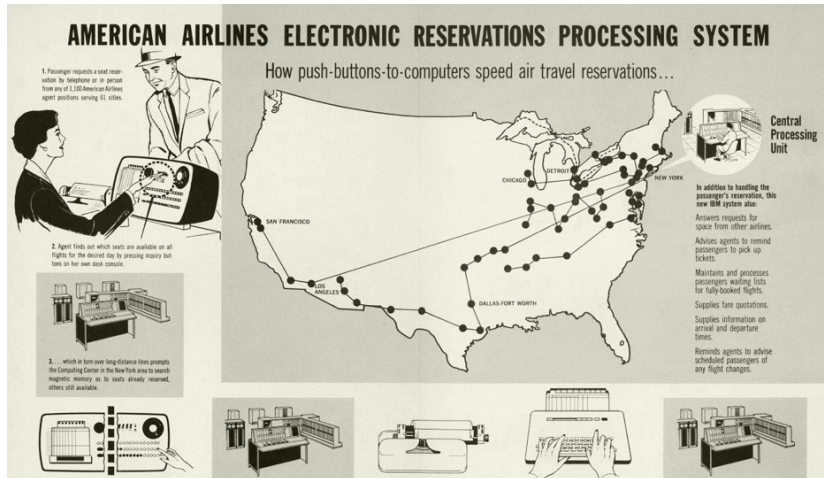 AMERICAN AIRLINES ELECTRONIC RESERVATIONS PROCESSING SYSTEM
How push-buttons-to-computers speed air travel reservations...
1. Passenger requests a seat reser-
vation by telephone or in person
from any of 1,100 American Airlines
agent positions serving 61 cities.
2. Agent finds out which seats are available on all
flights for the desired day by pressing inquiry but-
tons on her own desk console.
3. . . . which in turn over long-distance lines prompts
the Computing Center in the New York area to search
magnetic memory as to seats already reserved,
others still available.
SAN FRANCISCO
LOS
ANGELES
DALLAS-FORT WORTH
CHICAGO
DETROIT
NEW YORK
Central
Processing
Unit
In addition to handling the
passenger's reservation, this
new IBM system also:
Answers requests for
space from other airlines.
Advises agents to remind
passengers to pick up
tickets.
Maintains and processes
passengers waiting lists
for fully-booked flights.
Supplies fare quotations.
Supplies information on
arrival and departure
times.
Reminds agents to advise
scheduled passengers of
any flight changes.